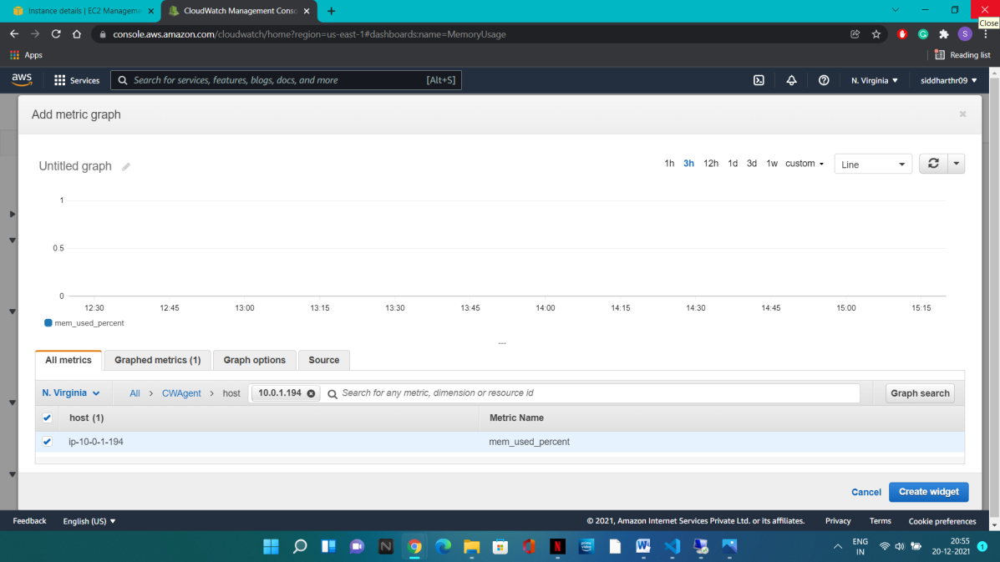 Instance details | EC2 Manageme
CloudWatch Management Conso
Close
console.aws.amazon.com/cloudwatch/home?region=us-east-1#dashboards:name=MemoryUsage
S
Apps
Reading list
aws
Services
Search for services, features, blogs, docs, and more
[Alt+S]
N. Virginia
siddharthr09
Add metric graph
Untitled graph
1h 3h 12h 1d 3d 1w custom
Line
1
0.5
0
12:30 12:45 13:00 13:15 13:30 13:45 14:00 14:15 14:30 14:45 15:00 15:15
mem_used_percent
All metrics
Graphed metrics (1)
Graph options
Source
N. Virginia
All > CWAgent > host
10.0.1.194
Search for any metric, dimension or resource id
Graph search
host (1)
Metric Name
ip-10-0-1-194
mem_used_percent
Cancel
Create widget
Feedback
English (US)
© 2021, Amazon Internet Services Private Ltd. or its affiliates.
Privacy
Terms
Cookie preferences
ENG
IN
20:55
20-12-2021
1